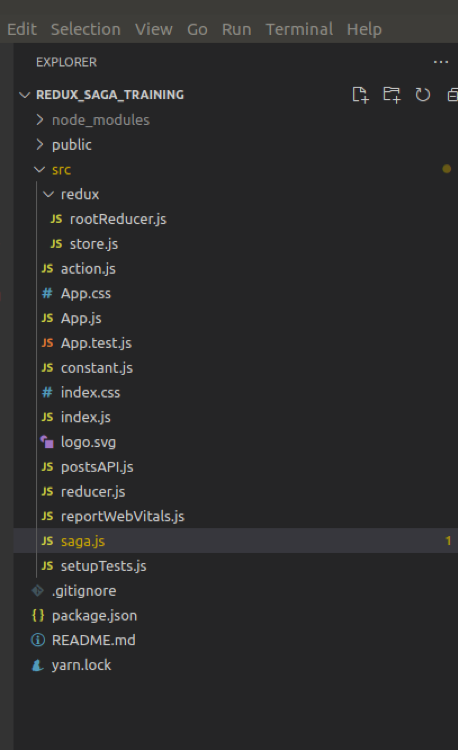 Edit Selection View Go Run Terminal Help
EXPLORER
REDUX_SAGA_TRAINING
node_modules
public
src
redux
JS rootReducer.js
JS store.js
JS action.js
# App.css
JS App.js
JS App.test.js
JS constant.js
# index.css
JS index.js
logo.svg
JS postsAPI.js
JS reducer.js
JS reportWebVitals.js
JS saga.js 1
JS setupTests.js
.gitignore
{} package.json
README.md
yarn.lock